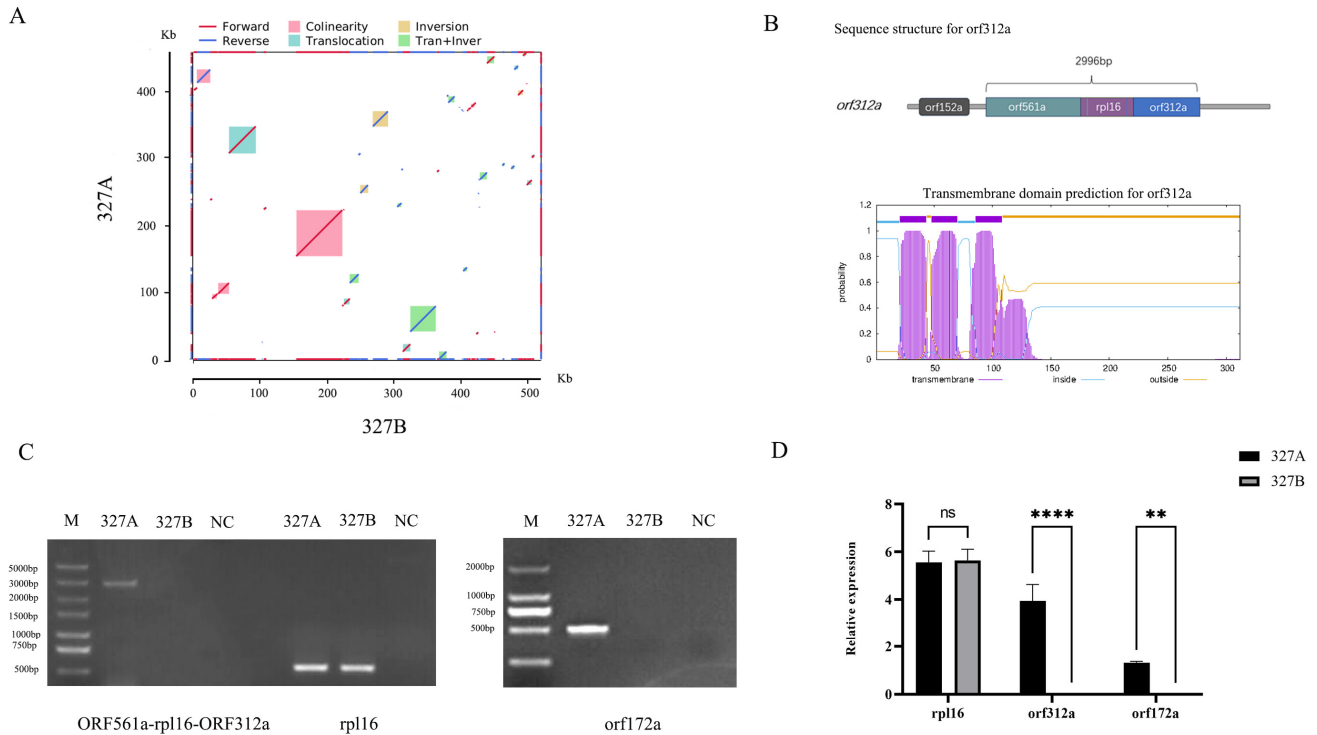 A
Kb
Forward
Reverse
Colinearity
Translocation
Inversion
Tran+Inver
400
300
200
100
0
327A
0 100 200 300 400 500
Kb
327B
B
Sequence structure for orf312a
2996bp
orf312a
orf152a
orf561a
rpl16
orf312a
Transmembrane domain prediction for orf312a
1.2
1
0.8
0.6
0.4
0.2
0
probability
50 100 150 200 250 300
transmembrane inside outside
C
M 327A 327B NC 327A 327B NC
5000bp
3000bp
2000bp
1500bp
1000bp
750bp
500bp
ORF561a-rpl16-ORF312a rpl16
M 327A 327B NC
2000bp
1000bp
750bp
500bp
orf172a
D
327A
327B
8
6
4
2
0
Relative expression
ns
****
**
rpl16 orf312a orf172a